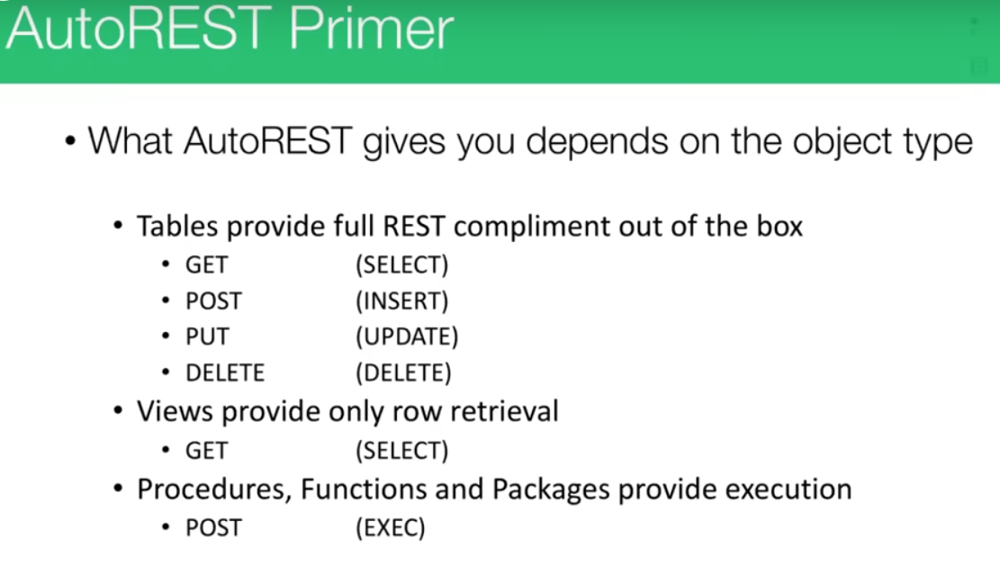 AutoREST Primer
• What AutoREST gives you depends on the object type
• Tables provide full REST compliment out of the box
• GET (SELECT)
• POST (INSERT)
• PUT (UPDATE)
• DELETE (DELETE)
• Views provide only row retrieval
• GET (SELECT)
• Procedures, Functions and Packages provide execution
• POST (EXEC)